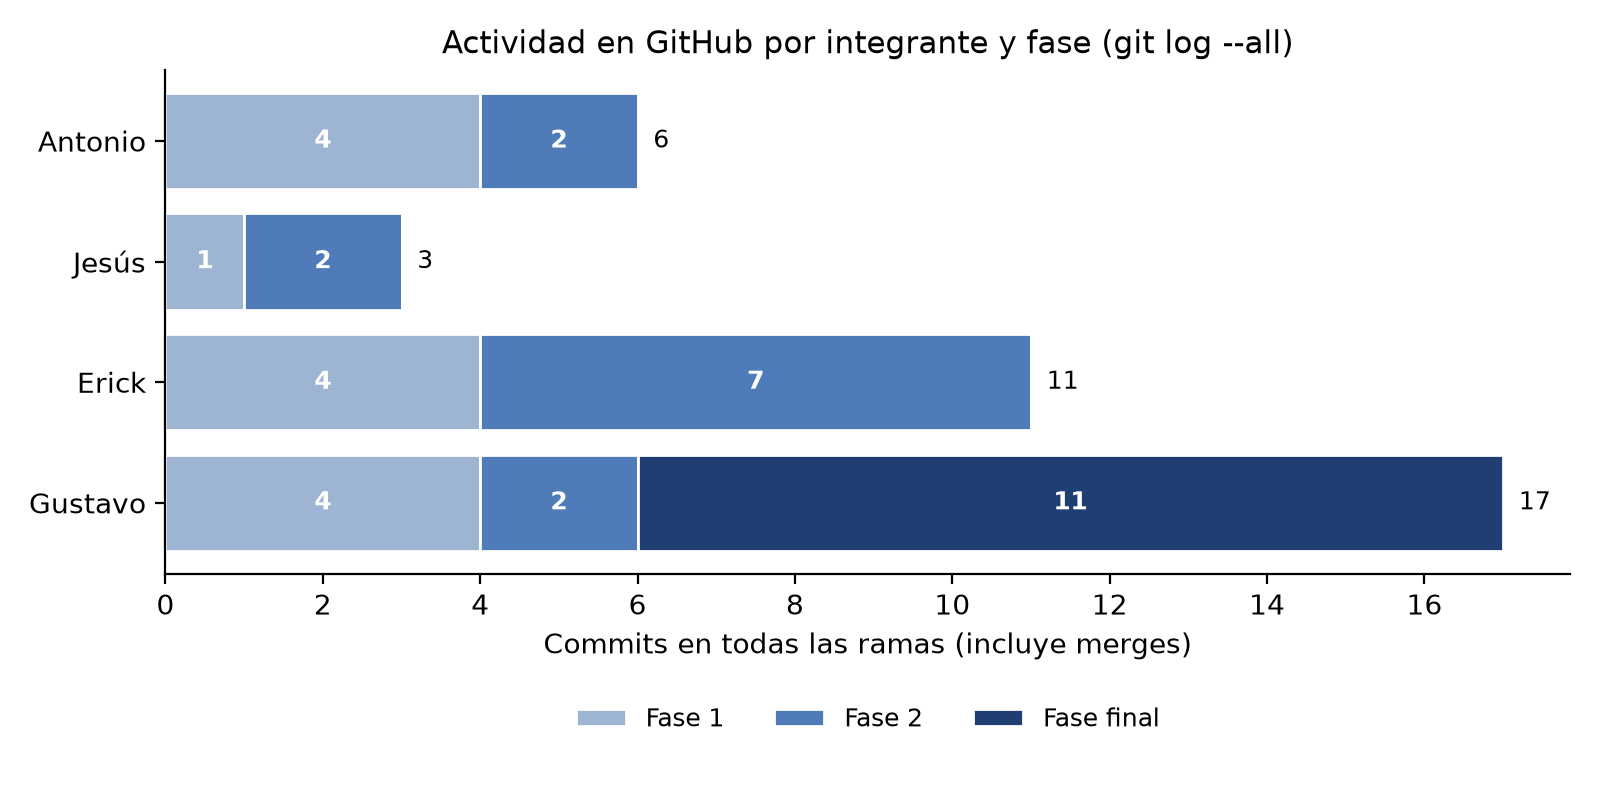 Actividad en GitHub por integrante y fase (git log --all)
Antonio 4 2 6
Jesús 1 2 3
Erick 4 7 11
Gustavo 4 2 11 17
0 2 4 6 8 10 12 14 16
Commits en todas las ramas (incluye merges)
Fase 1 Fase 2 Fase final